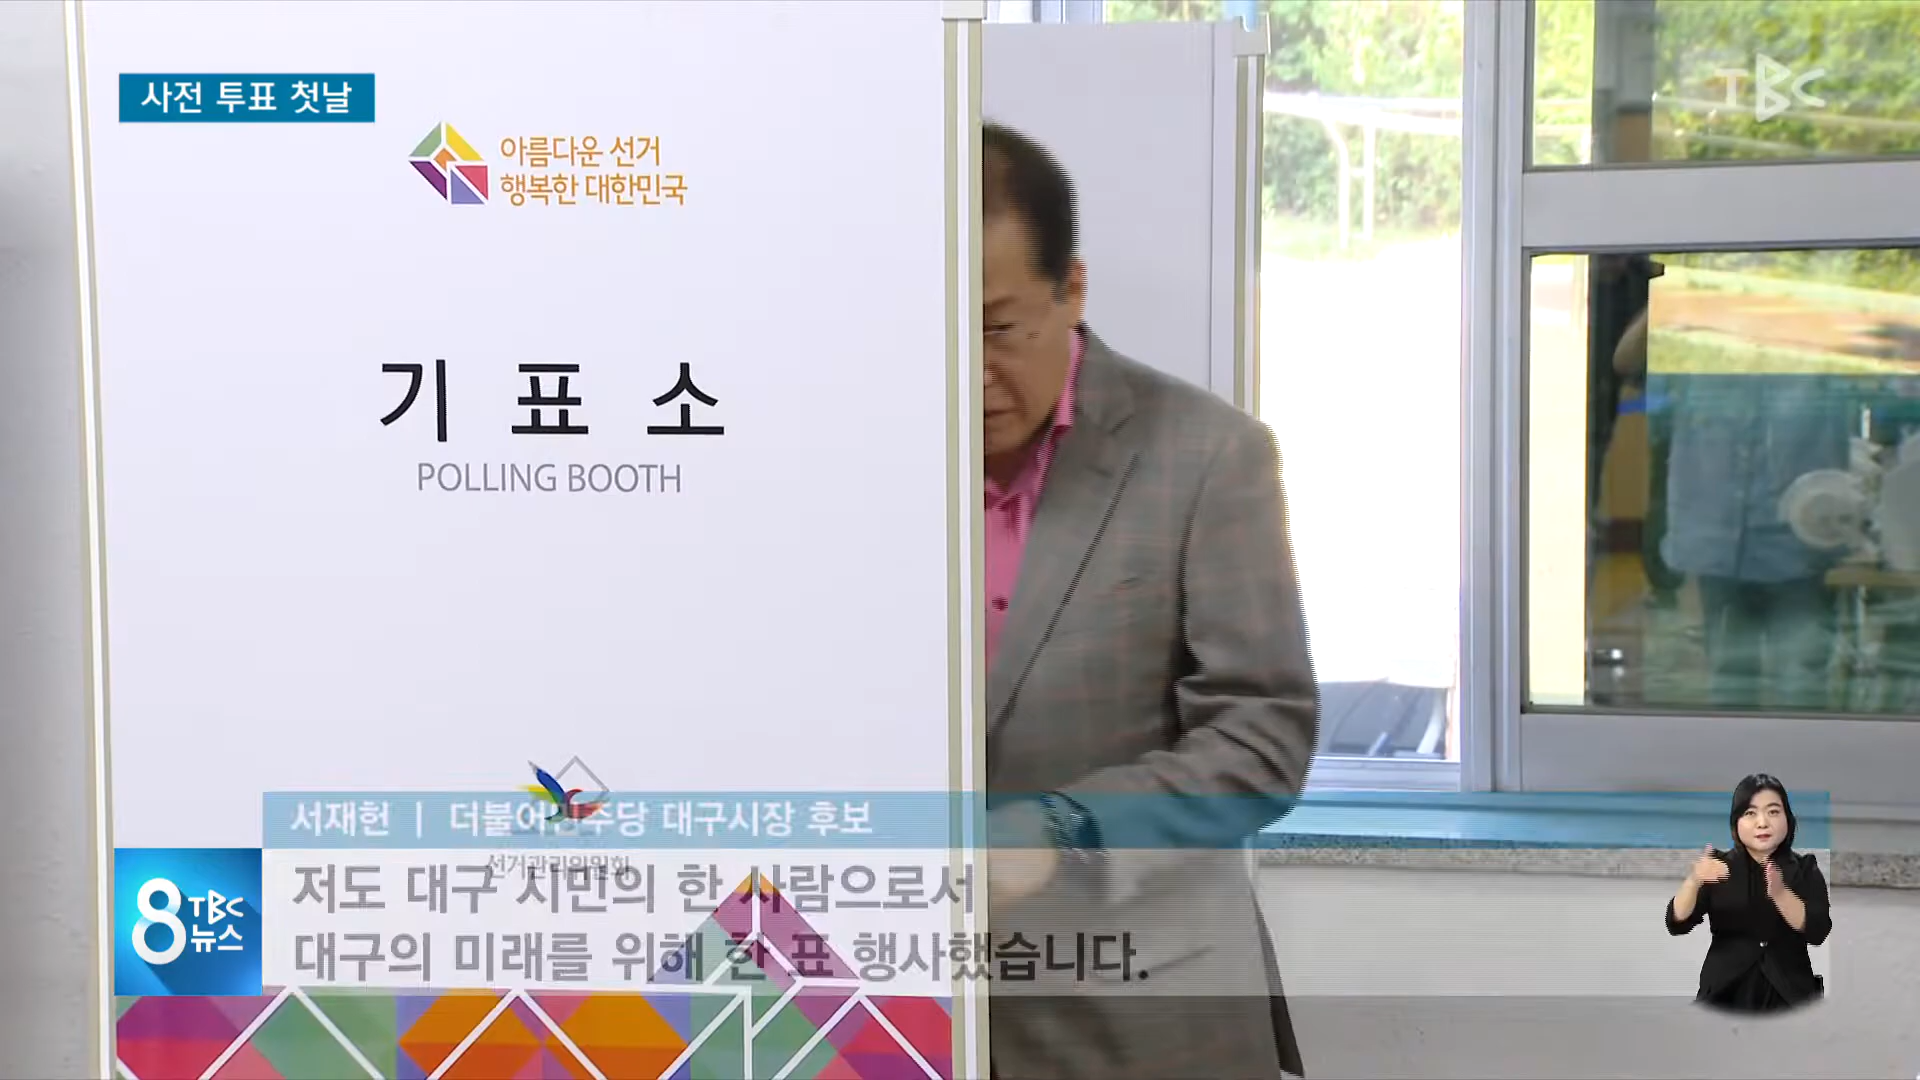 사전 투표 첫날
TBC
아름다운 선거
행복한 대한민국
기표소
POLLING BOOTH
서재헌 | 더불어민주당 대구시장 후보
선거관리위원회
저도 대구 시민의 한 사람으로서
대구의 미래를 위해 한 표 행사했습니다.
8 TBC
뉴스